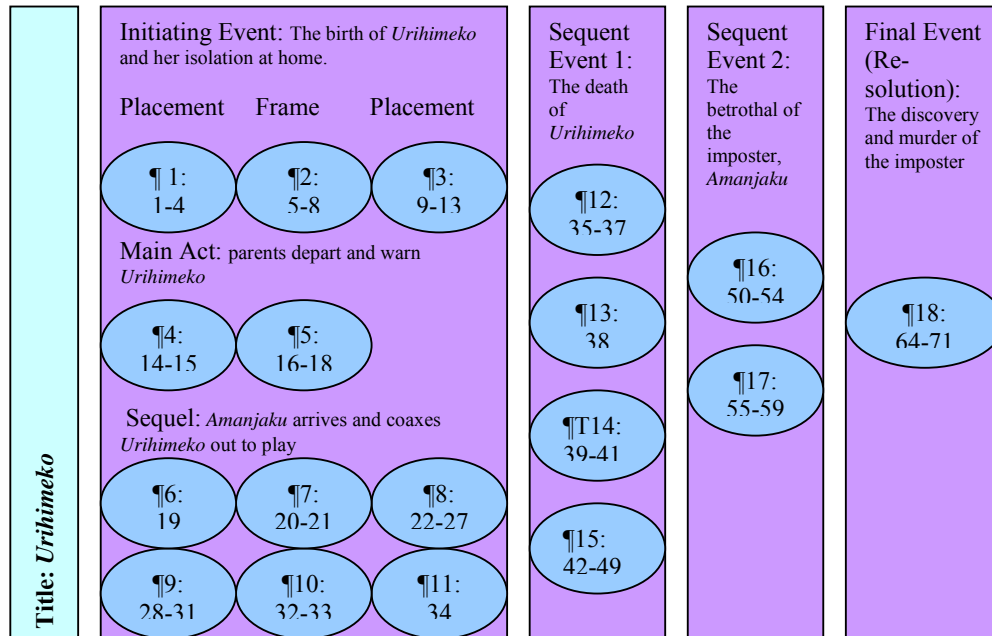 Title: Urihimeko
Initiating Event: The birth of Urihimeko
and her isolation at home.
Placement Frame Placement
¶ 1:
1-4
¶2:
5-8
¶3:
9-13
Main Act: parents depart and warn
Urihimeko
¶4:
14-15
¶5:
16-18
Sequel: Amanjaku arrives and coaxes
Urihimeko out to play
¶6:
19
¶7:
20-21
¶8:
22-27
¶9:
28-31
¶10:
32-33
¶11:
34
Sequent
Event 1:
The death
of
Urihimeko
¶12:
35-37
¶13:
38
¶T14:
39-41
¶15:
42-49
Sequent
Event 2:
The
betrothal of
the
imposter,
Amanjaku
¶16:
50-54
¶17:
55-59
Final Event
(Re-
solution):
The discovery
and murder of
the imposter
¶18:
64-71